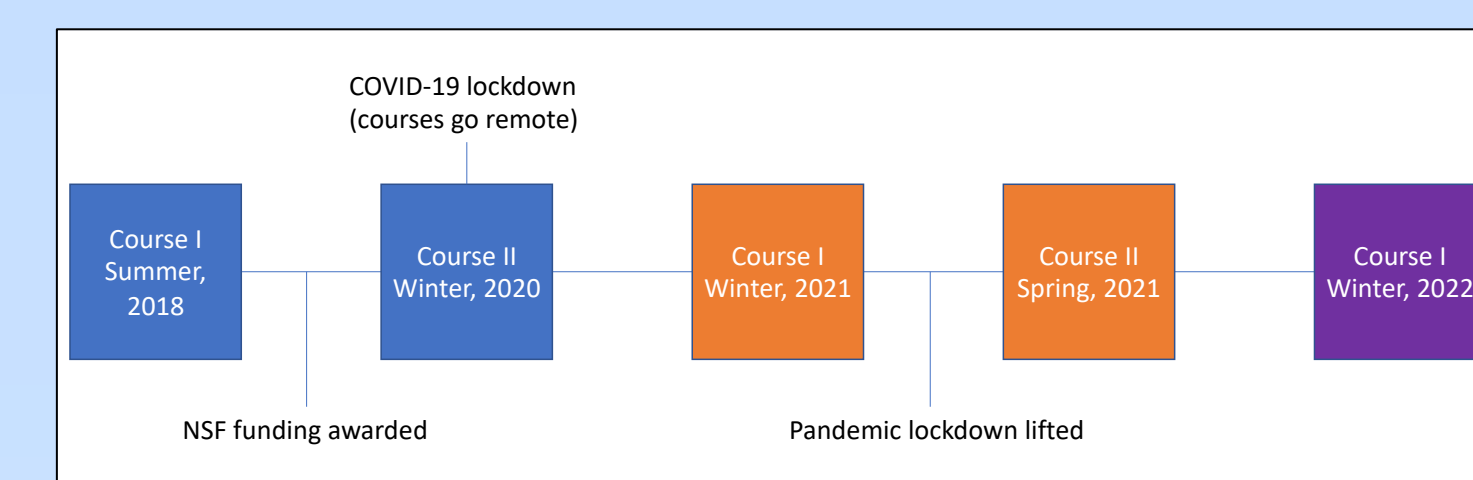 COVID-19 lockdown
(courses go remote)
Course I
Summer,
2018
Course II
Winter, 2020
Course I
Winter, 2021
Course II
Spring, 2021
Course I
Winter, 2022
NSF funding awarded
Pandemic lockdown lifted